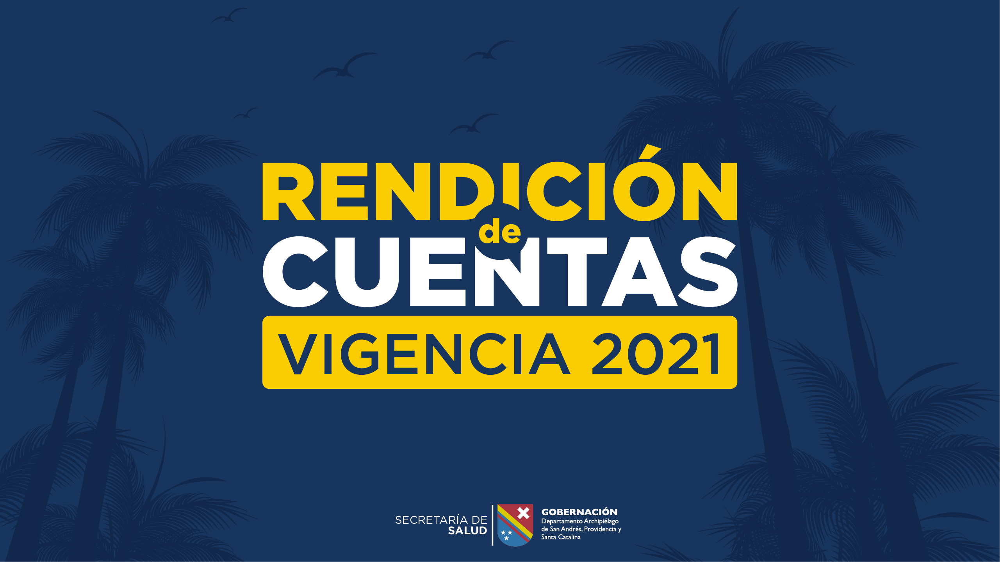 RENDICIÓN
de
CUENTAS
VIGENCIA 2021
SECRETARÍA DE
SALUD
GOBERNACIÓN
Departamento Archipiélago
de San Andrés, Providencia y
Santa Catalina